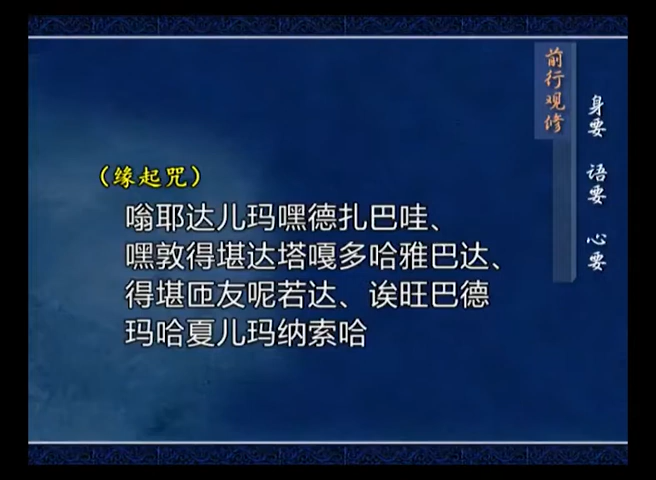 前行观修
身要 语要 心要
（缘起咒）
嗡耶达儿玛嘿德扎巴哇、
嘿敦得堪达塔嘎多哈雅巴达、
得堪匝友呢若达、诶旺巴德
玛哈夏儿玛纳索哈